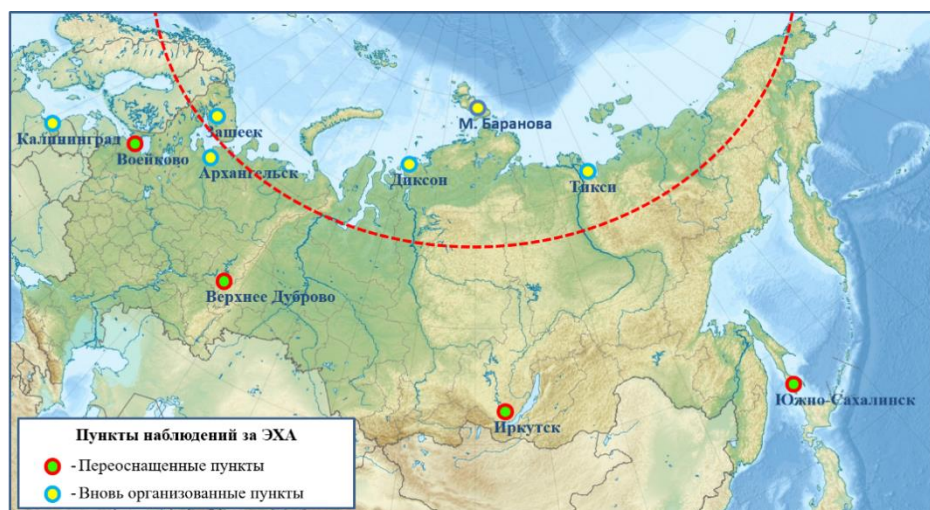 Зашеек
М. Баранова
Калининград
Воейково
Архангельск
Диксон
Тикси
Верхнее Дуброво
Южно-Сахалинск
Иркутск
Пункты наблюдений за ЭХА
- Переоснащенные пункты
- Вновь организованные пункты